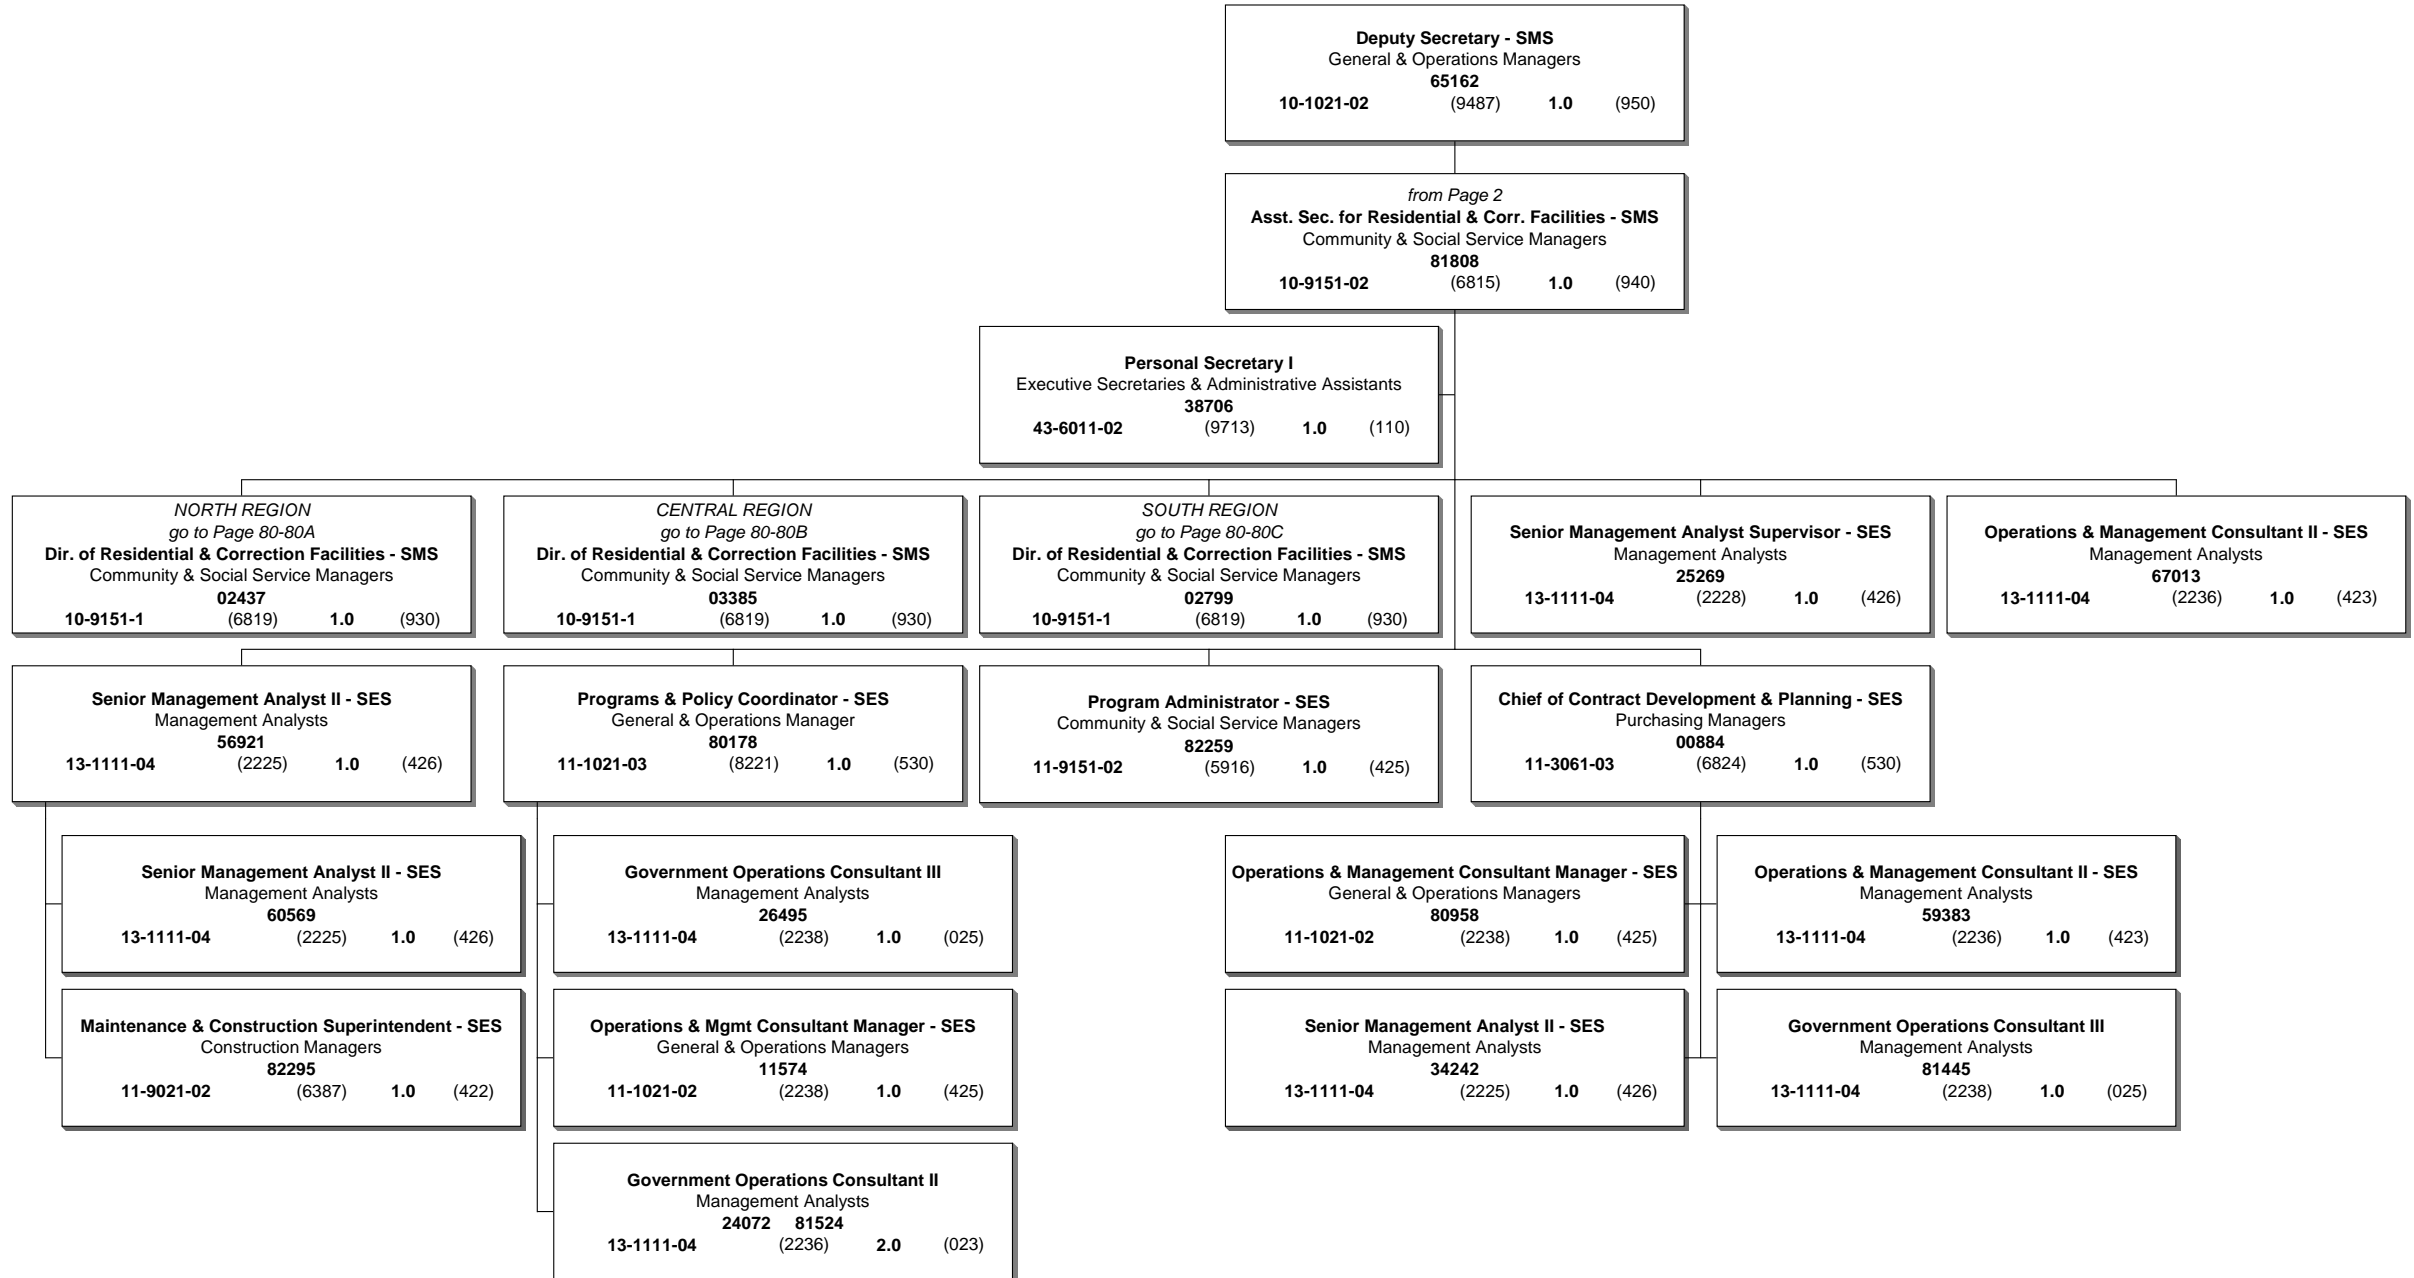 Deputy Secretary - SMS
General & Operations Managers
65162
10-1021-02 (9487) 1.0 (950)
from Page 2
Asst. Sec. for Residential & Corr. Facilities - SMS
Community & Social Service Managers
81808
10-9151-02 (6815) 1.0 (940)
Personal Secretary I
Executive Secretaries & Administrative Assistants
38706
43-6011-02 (9713) 1.0 (110)
NORTH REGION
go to Page 80-80A
Dir. of Residential & Correction Facilities - SMS
Community & Social Service Managers
02437
10-9151-1 (6819) 1.0 (930)
CENTRAL REGION
go to Page 80-80B
Dir. of Residential & Correction Facilities - SMS
Community & Social Service Managers
03385
10-9151-1 (6819) 1.0 (930)
SOUTH REGION
go to Page 80-80C
Dir. of Residential & Correction Facilities - SMS
Community & Social Service Managers
02799
10-9151-1 (6819) 1.0 (930)
Senior Management Analyst Supervisor - SES
Management Analysts
25269
13-1111-04 (2228) 1.0 (426)
Operations & Management Consultant II - SES
Management Analysts
67013
13-1111-04 (2236) 1.0 (423)
Senior Management Analyst II - SES
Management Analysts
56921
13-1111-04 (2225) 1.0 (426)
Programs & Policy Coordinator - SES
General & Operations Manager
80178
11-1021-03 (8221) 1.0 (530)
Program Administrator - SES
Community & Social Service Managers
82259
11-9151-02 (5916) 1.0 (425)
Chief of Contract Development & Planning - SES
Purchasing Managers
00884
11-3061-03 (6824) 1.0 (530)
Senior Management Analyst II - SES
Management Analysts
60569
13-1111-04 (2225) 1.0 (426)
Government Operations Consultant III
Management Analysts
26495
13-1111-04 (2238) 1.0 (025)
Operations & Management Consultant Manager - SES
General & Operations Managers
80958
11-1021-02 (2238) 1.0 (425)
Operations & Management Consultant II - SES
Management Analysts
59383
13-1111-04 (2236) 1.0 (423)
Maintenance & Construction Superintendent - SES
Construction Managers
82295
11-9021-02 (6387) 1.0 (422)
Operations & Mgmt Consultant Manager - SES
General & Operations Managers
11574
11-1021-02 (2238) 1.0 (425)
Senior Management Analyst II - SES
Management Analysts
34242
13-1111-04 (2225) 1.0 (426)
Government Operations Consultant III
Management Analysts
81445
13-1111-04 (2238) 1.0 (025)
Government Operations Consultant II
Management Analysts
24072 81524
13-1111-04 (2236) 2.0 (023)